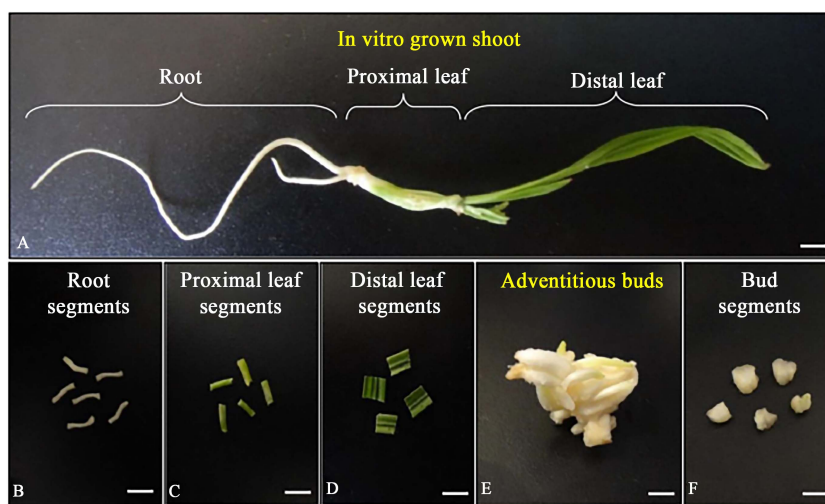 In vitro grown shoot
Root
Proximal leaf
Distal leaf
A
Root
segments
B
Proximal leaf
segments
C
Distal leaf
segments
D
Adventitious buds
E
Bud
segments
F